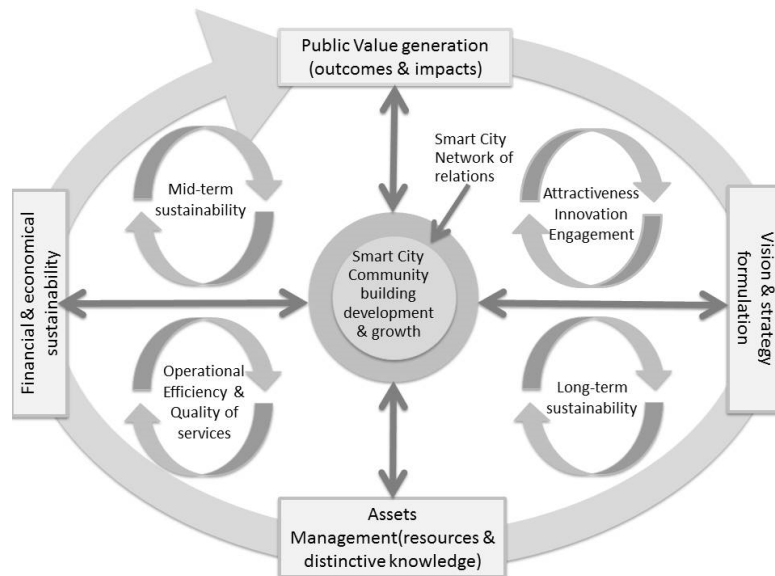 Public Value generation
(outcomes & impacts)
Smart City
Network of
relations
Mid-term
sustainability
Attractiveness
Innovation
Engagement
Financial & economical
sustainability
Smart City
Community
building
development
& growth
Vision & strategy
formulation
Operational
Efficiency &
Quality of
services
Long-term
sustainability
Assets
Management(resources &
distinctive knowledge)